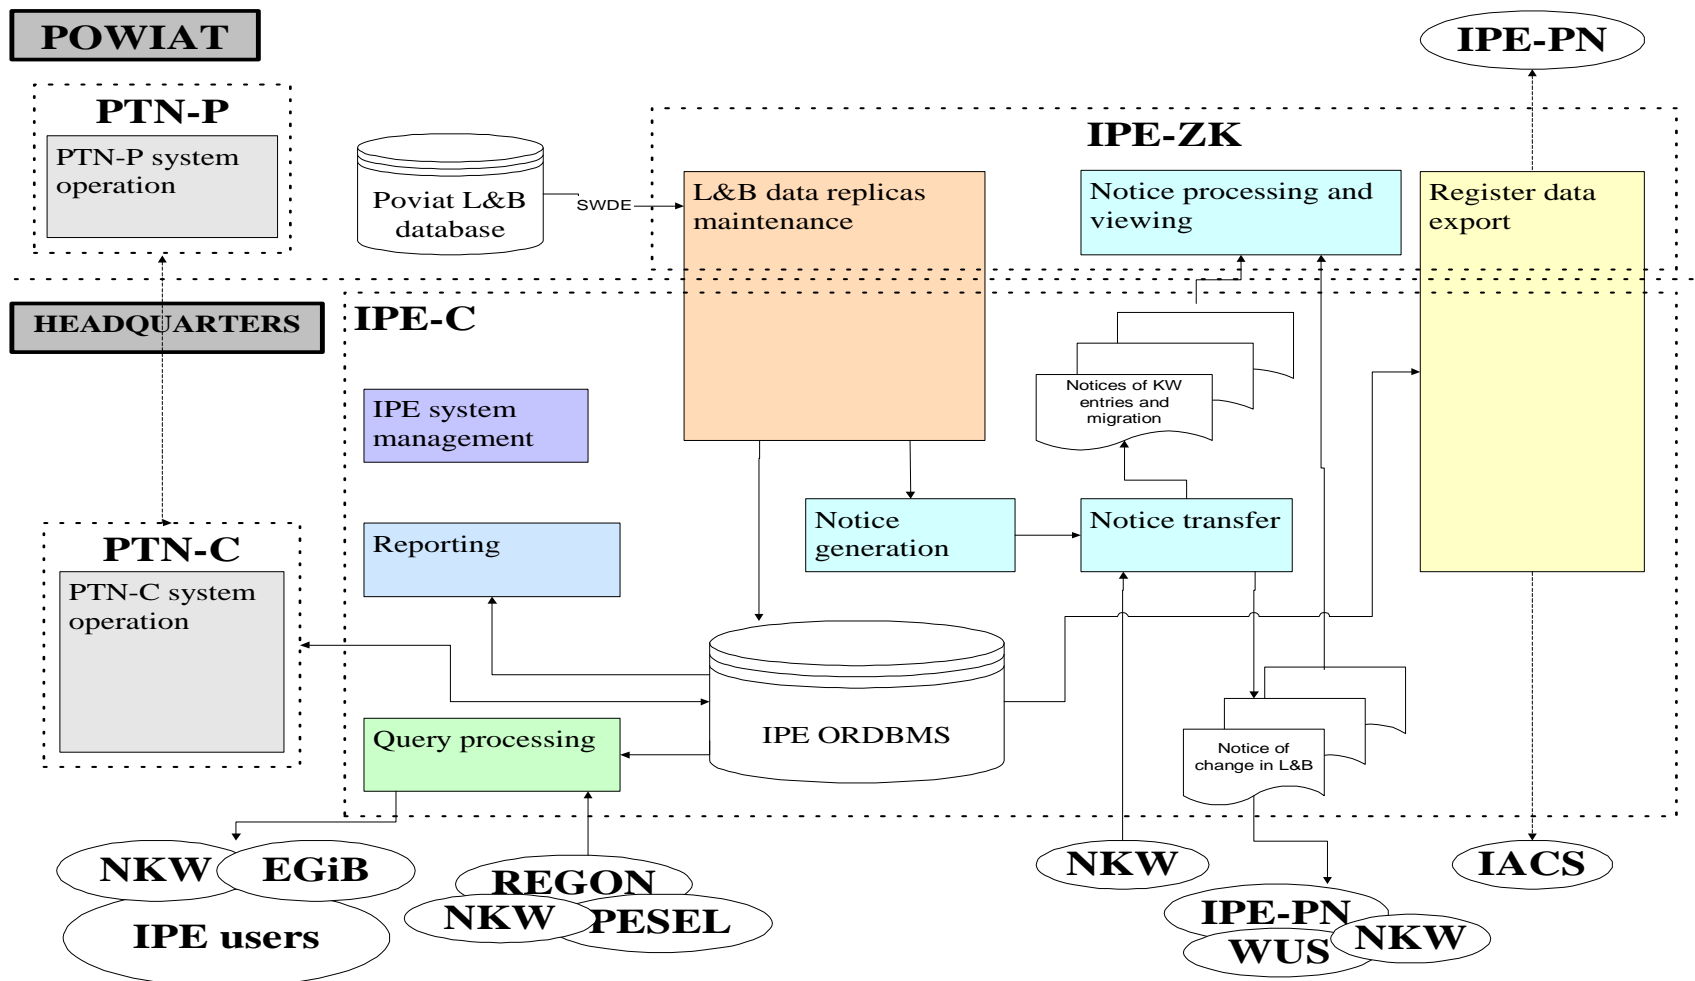 POWIAT
IPE-PN
PTN-P
PTN-P system
operation
IPE-ZK
Poviat L&B
database
SWDE
L&B data replicas
maintenance
Notice processing and
viewing
Register data
export
HEADQUARTERS
IPE-C
IPE system
management
Notices of KW
entries and
migration
Reporting
Notice
generation
Notice transfer
PTN-C
PTN-C system
operation
IPE ORDBMS
Query processing
Notice of
change in L&B
NKW
EGiB
IPE users
REGON
NKW
PESEL
NKW
IPE-PN
WUS
NKW
IACS